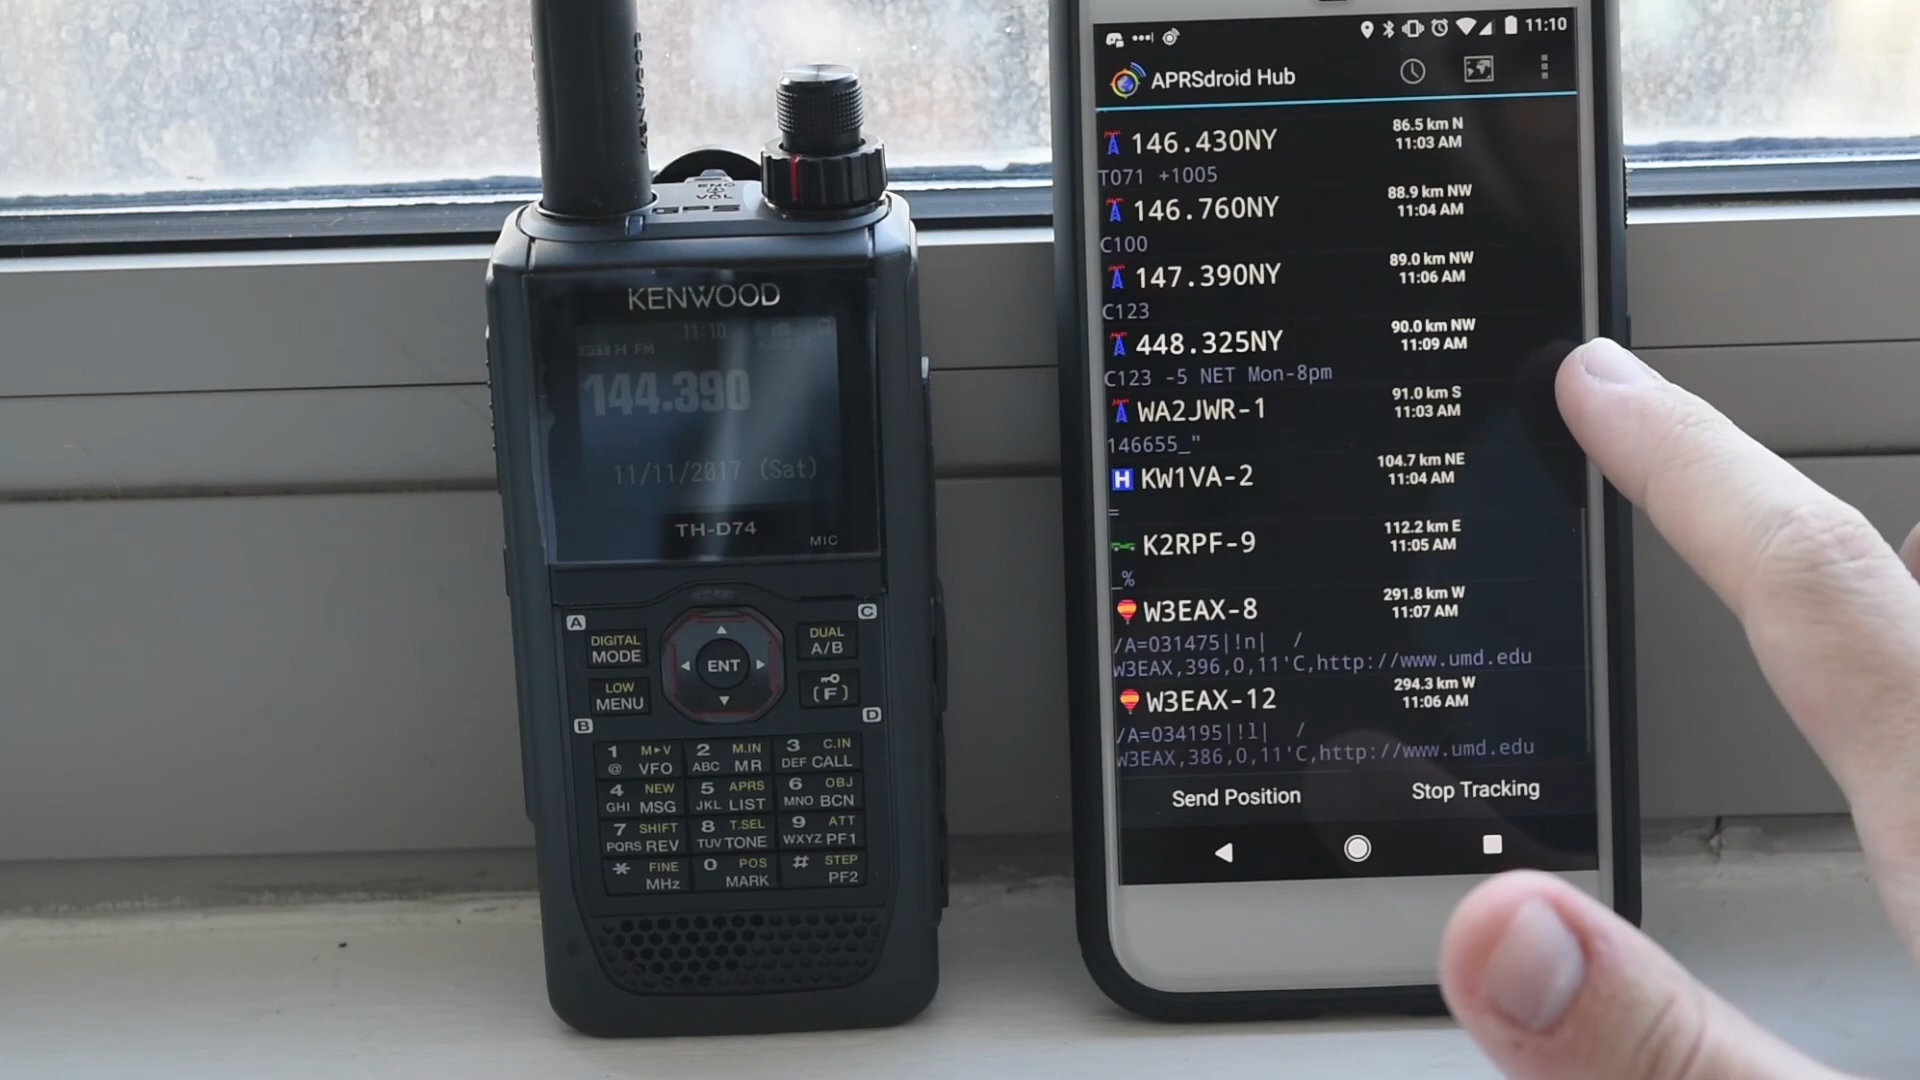 ENC
VOL
GPS
KENWOOD
11:10
H FM
144.390
11/11/2017 (Sat)
TH-D74
MIC
A
C
DIGITAL
MODE
DUAL
A/B
ENT
LOW
MENU
(F)
B
D
1 M►V
@ VFO
2 M.IN
ABC MR
3 C.IN
DEF CALL
4 NEW
GHI MSG
5 APRS
JKL LIST
6 OBJ
MNO BCN
7 SHIFT
PQRS REV
8 T.SEL
TUV TONE
9 ATT
WXYZ PF1
* FINE
MHz
0 POS
MARK
# STEP
PF2
11:10
APRSdroid Hub
146.430NY 86.5 km N
11:03 AM
T071 +1005
146.760NY 88.9 km NW
11:04 AM
C100
147.390NY 89.0 km NW
11:06 AM
C123
448.325NY 90.0 km NW
11:09 AM
C123 -5 NET Mon-8pm
WA2JWR-1 91.0 km S
11:03 AM
146655_"
H KW1VA-2 104.7 km NE
11:04 AM
=
K2RPF-9 112.2 km E
11:05 AM
_%
W3EAX-8 291.8 km W
11:07 AM
/A=031475|!n| /
W3EAX,396,0,11'C,http://www.umd.edu
W3EAX-12 294.3 km W
11:06 AM
/A=034195|!l| /
W3EAX,386,0,11'C,http://www.umd.edu
Send Position Stop Tracking